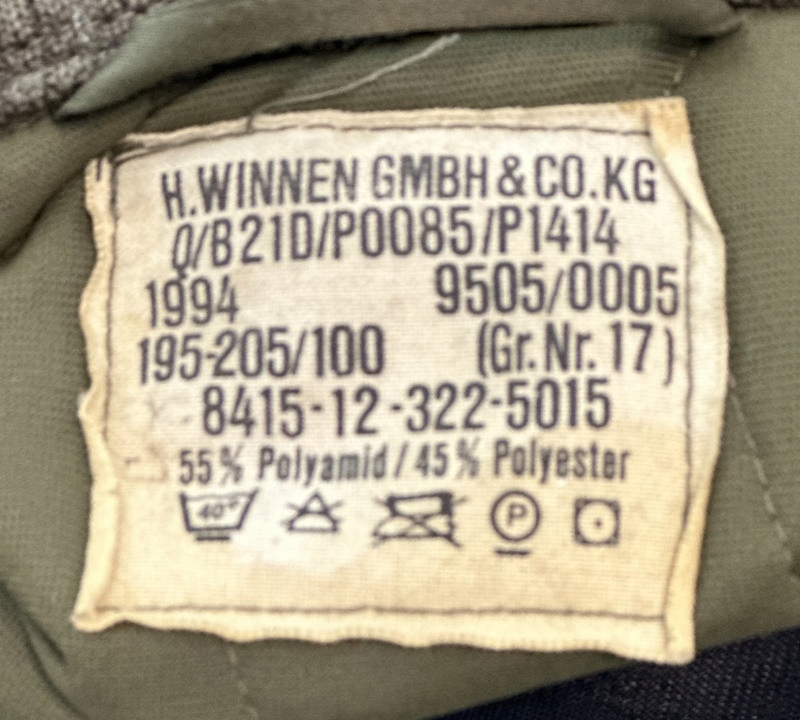 H.WINNEN GMBH & CO.KG
Q/B21D/P0085/P1414
1994 9505/0005
195-205/100 (Gr.Nr.17)
8415-12-322-5015
55% Polyamid/45% Polyester
40°
P